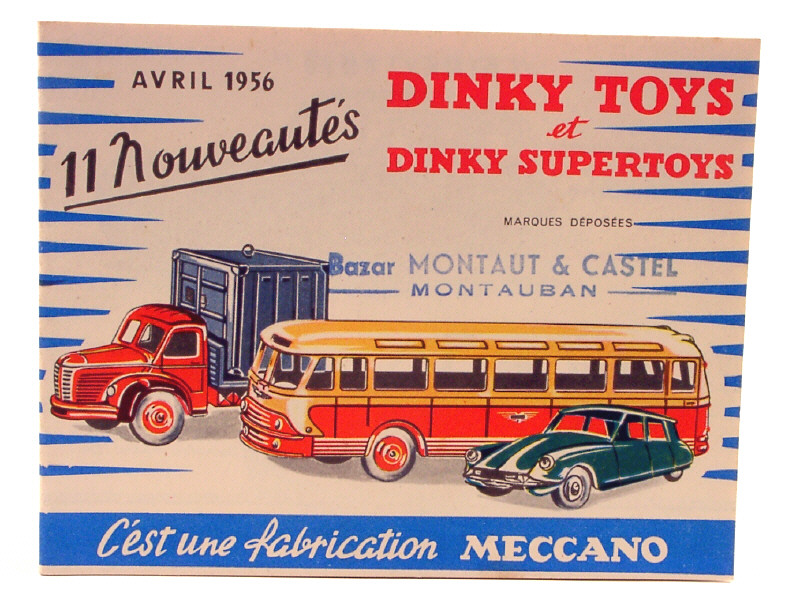 AVRIL 1956
11 Nouveautés
DINKY TOYS
et
DINKY SUPERTOYS
MARQUES DÉPOSÉES
Bazar MONTAUT & CASTEL
MONTAUBAN
C'est une fabrication MECCANO